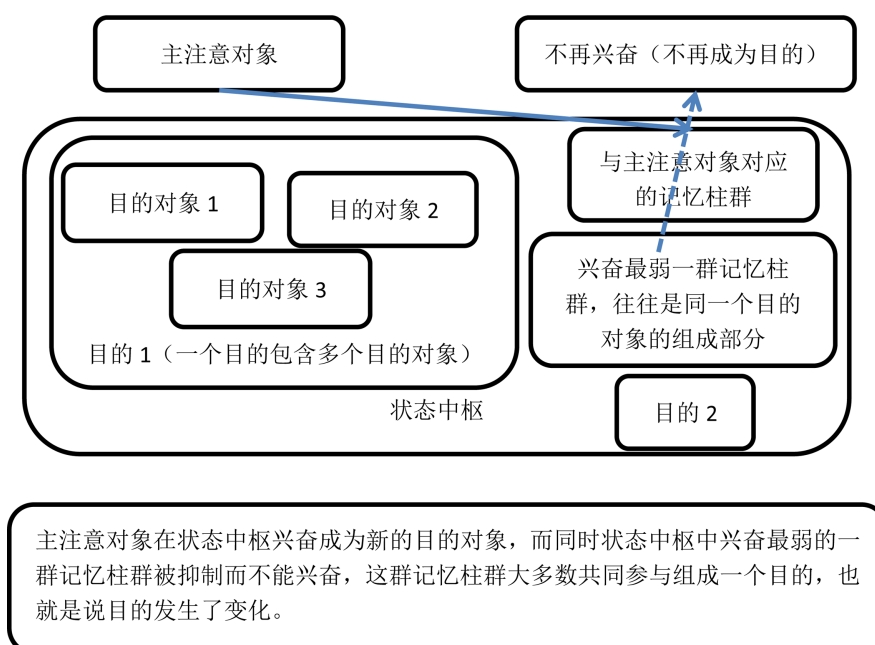 主注意对象
不再兴奋（不再成为目的）
目的对象 1
目的对象 2
目的对象 3
目的 1（一个目的包含多个目的对象）
与主注意对象对应
的记忆柱群
兴奋最弱一群记忆柱
群，往往是同一个目的
对象的组成部分
目的 2
状态中枢
主注意对象在状态中枢兴奋成为新的目的对象，而同时状态中枢中兴奋最弱的一
群记忆柱群被抑制而不能兴奋，这群记忆柱群大多数共同参与组成一个目的，也
就是说目的发生了变化。